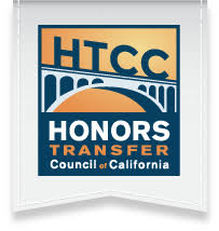 HTCC
HONORS
TRANSFER
Council of California